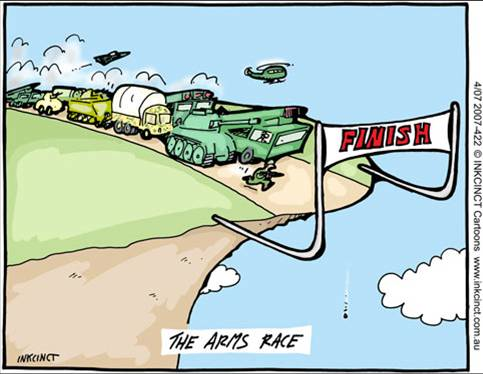 FINISH
THE ARMS RACE
INKCINCT
4/07 2007-422 © INKCINCT Cartoons www.inkcinct.com.au